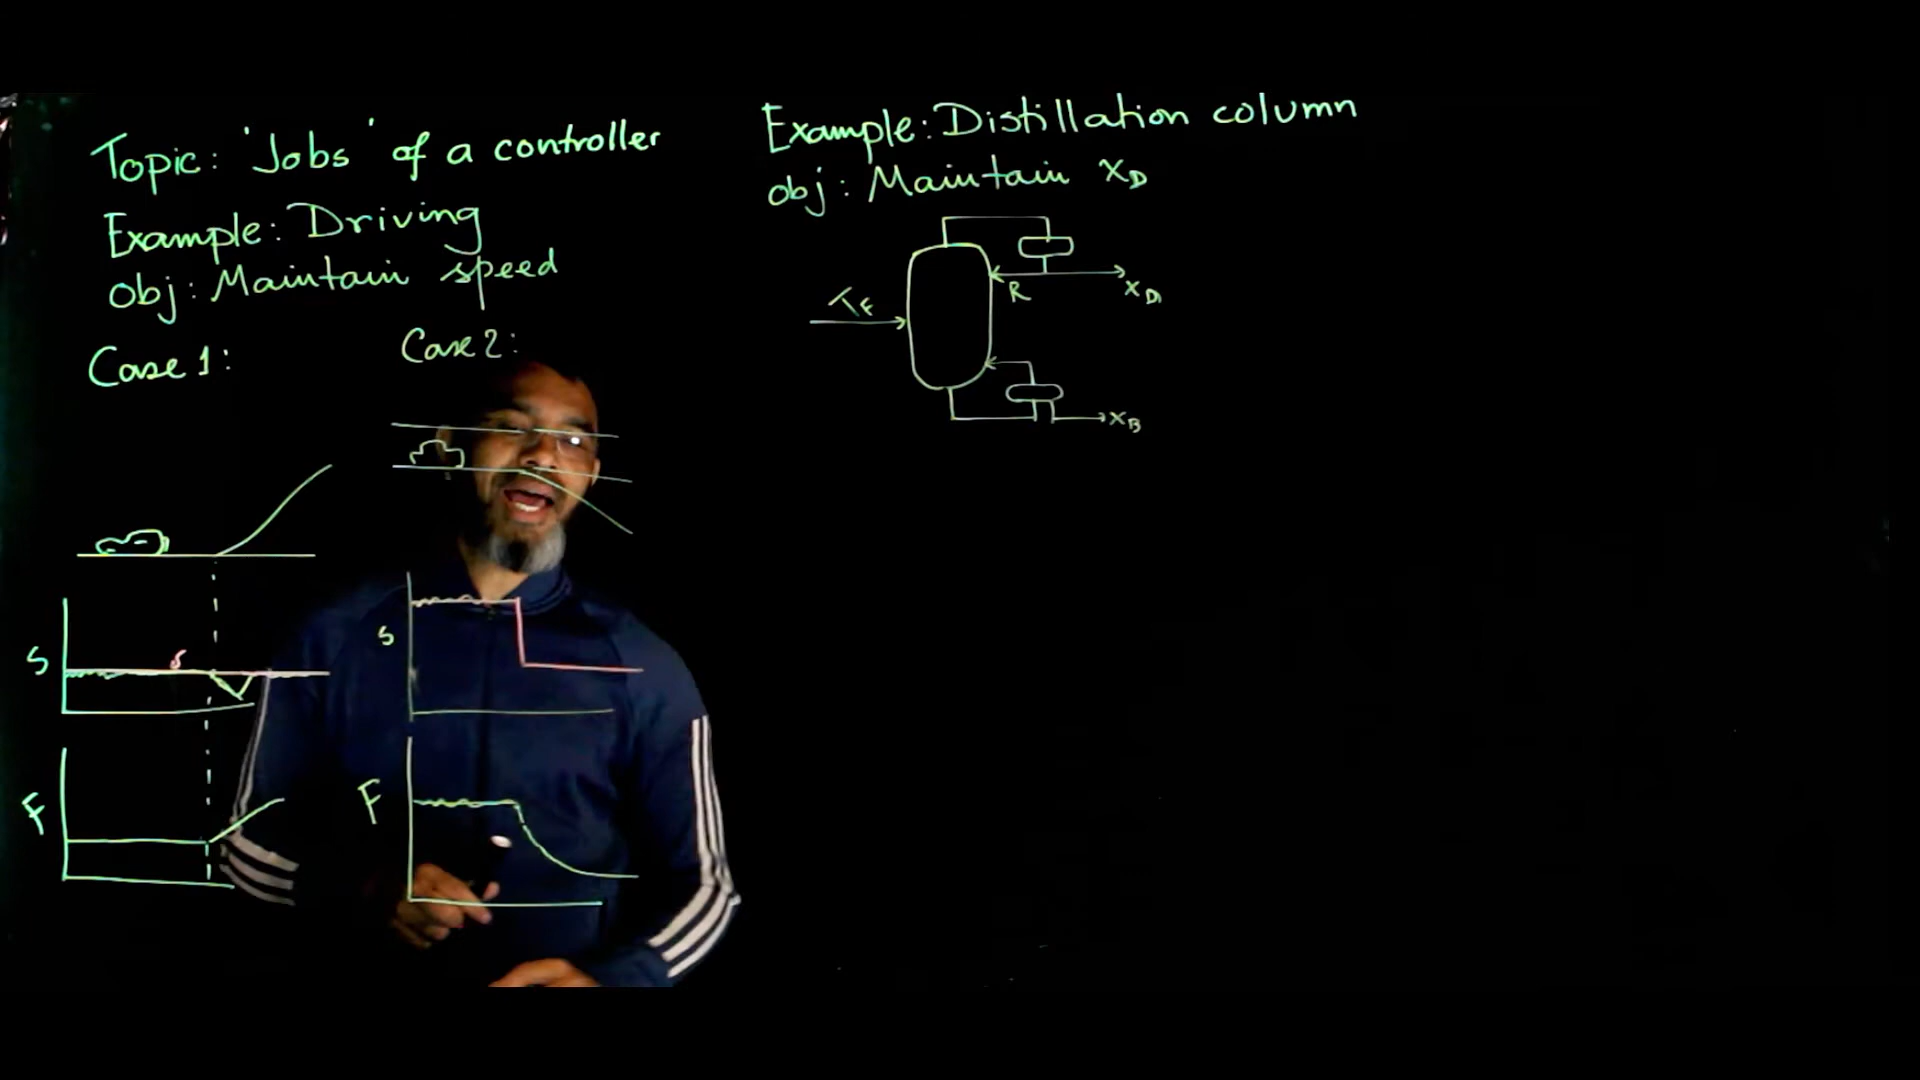 Topic: 'Jobs' of a controller
Example: Driving
Obj: Maintain speed
Case 1:
Case 2:
S
F
S
F
Example: Distillation column
Obj: Maintain x_D
T_F
R
x_D
x_B